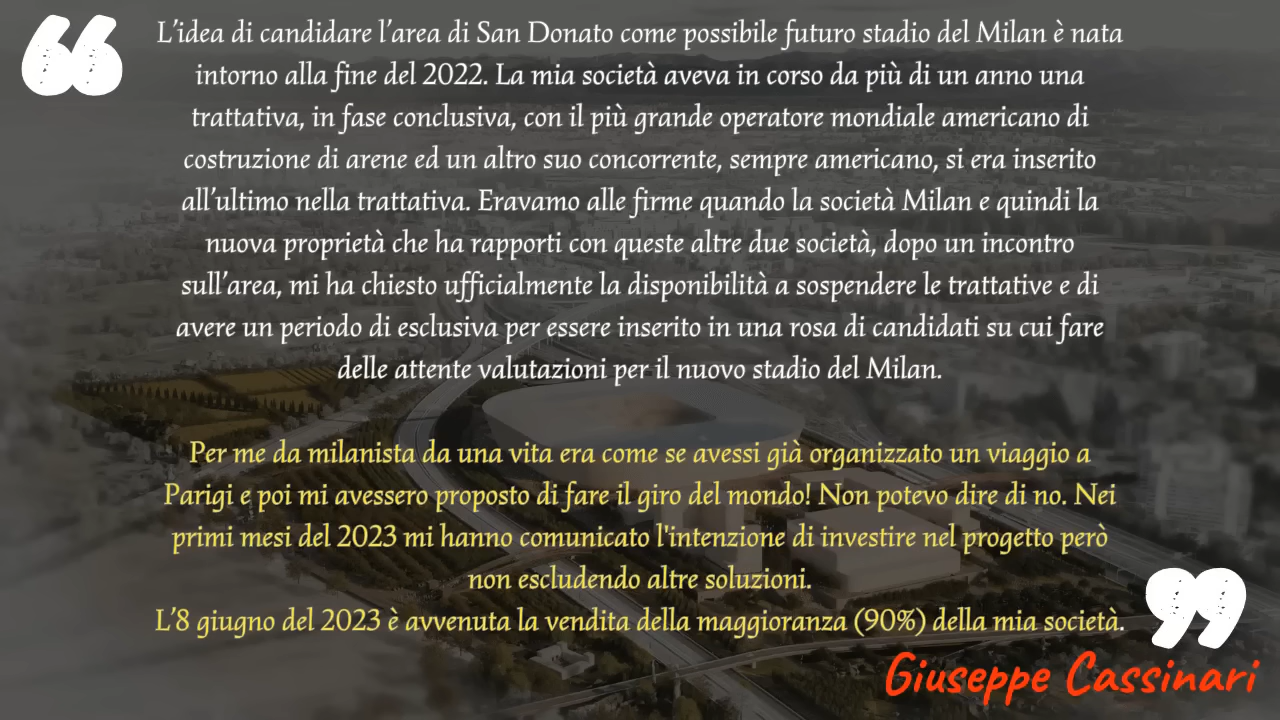 L'idea di candidare l'area di San Donato come possibile futuro stadio del Milan è nata
intorno alla fine del 2022. La mia società aveva in corso da più di un anno una
trattativa, in fase conclusiva, con il più grande operatore mondiale americano di
costruzione di arene ed un altro suo concorrente, sempre americano, si era inserito
all'ultimo nella trattativa. Eravamo alle firme quando la società Milan e quindi la
nuova proprietà che ha rapporti con queste altre due società, dopo un incontro
sull'area, mi ha chiesto ufficialmente la disponibilità a sospendere le trattative e di
avere un periodo di esclusiva per essere inserito in una rosa di candidati su cui fare
delle attente valutazioni per il nuovo stadio del Milan.
Per me da milanista da una vita era come se avessi già organizzato un viaggio a
Parigi e poi mi avessero proposto di fare il giro del mondo! Non potevo dire di no. Nei
primi mesi del 2023 mi hanno comunicato l'intenzione di investire nel progetto però
non escludendo altre soluzioni.
L'8 giugno del 2023 è avvenuta la vendita della maggioranza (90%) della mia società.
Giuseppe Cassinari